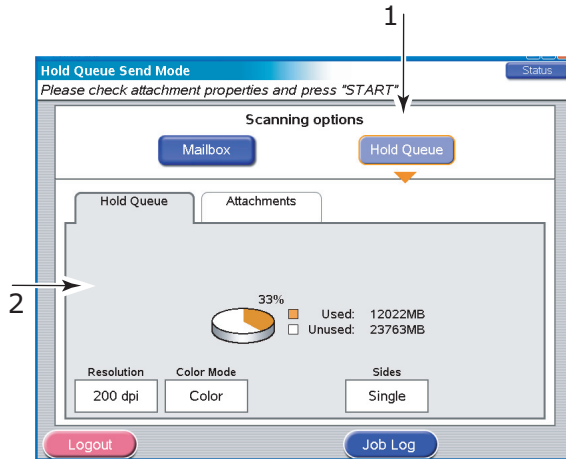 1
Hold Queue Send Mode
Status
Please check attachment properties and press "START"
Scanning options
Mailbox
Hold Queue
Hold Queue
Attachments
2
33%
Used: 12022MB
Unused: 23763MB
Resolution
Color Mode
Sides
200 dpi
Color
Single
Logout
Job Log